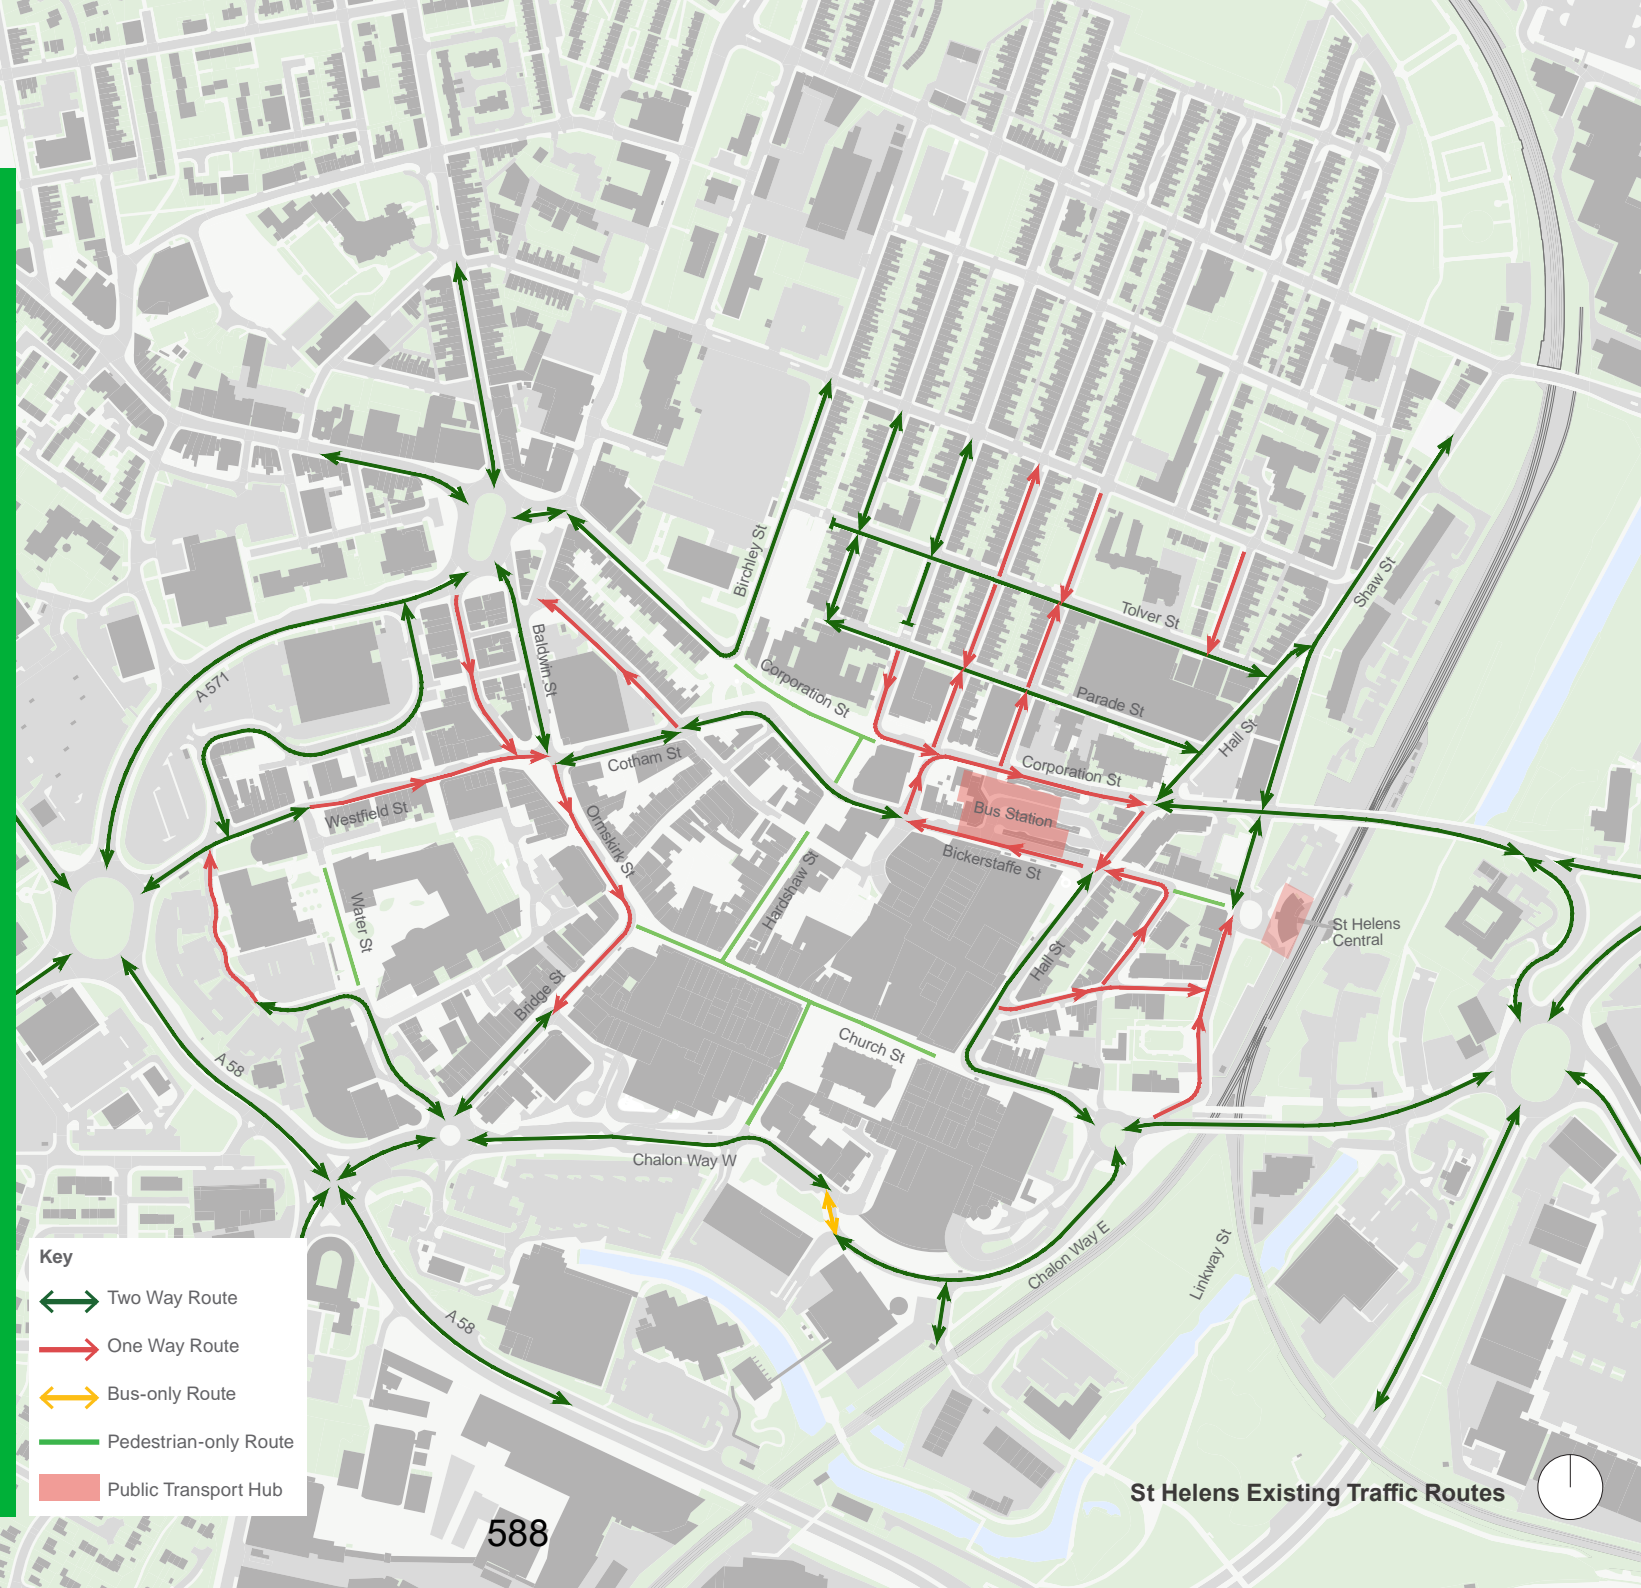 Birchley St
Shaw St
Tolver St
A 571
Baldwin St
Corporation St
Parade St
Hall St
Cotham St
Corporation St
Westfield St
Ormskirk St
Bus Station
Bickerstaffe St
Hardshaw St
Water St
St Helens
Central
Hall St
Bridge St
Church St
A 58
Chalon Way W
Chalon Way E
Linkway St
A 58
Key
Two Way Route
One Way Route
Bus-only Route
Pedestrian-only Route
Public Transport Hub
St Helens Existing Traffic Routes
588